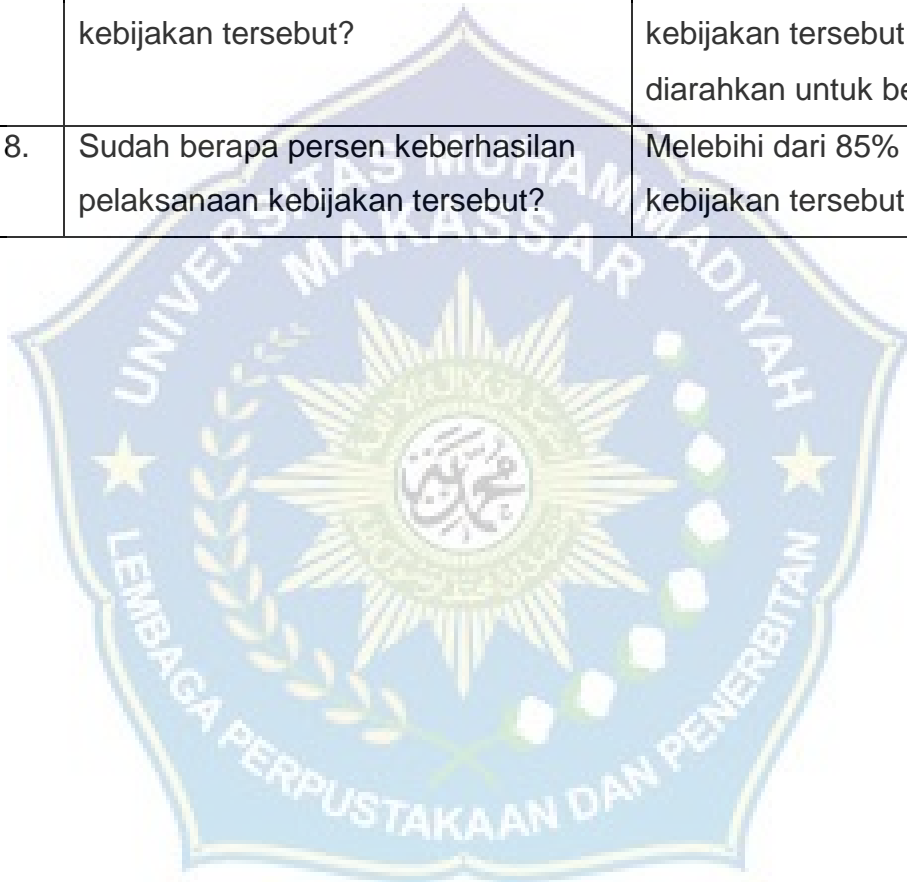 kebijakan tersebut?
kebijakan tersebut
diarahkan untuk be
8. Sudah berapa persen keberhasilan
pelaksanaan kebijakan tersebut?
Melebihi dari 85%
kebijakan tersebut
UNIVERSITAS MUHAMMADIYAH
MAKASSAR
LEMBAGA PERPUSTAKAAN DAN PENERBITAN